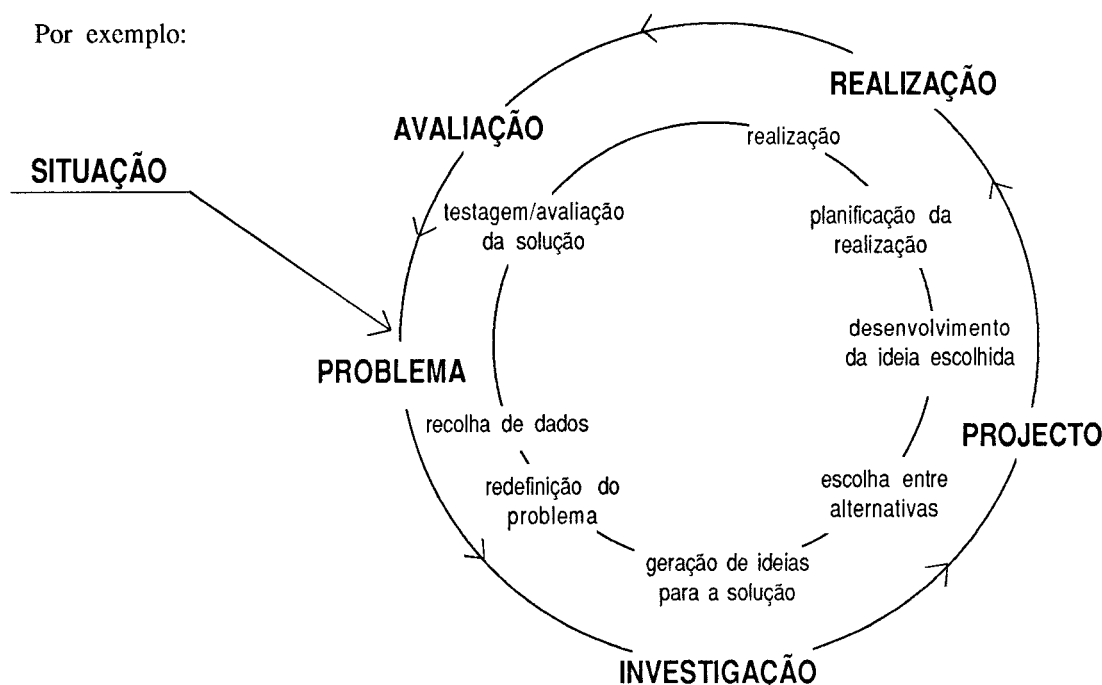 Por exemplo:
REALIZAÇÃO
AVALIAÇÃO
realização
SITUAÇÃO
testagem/avaliação
da solução
planificação da
realização
desenvolvimento
da ideia escolhida
PROBLEMA
recolha de dados
PROJECTO
redefinição do
problema
escolha entre
alternativas
geração de ideias
para a solução
INVESTIGAÇÃO